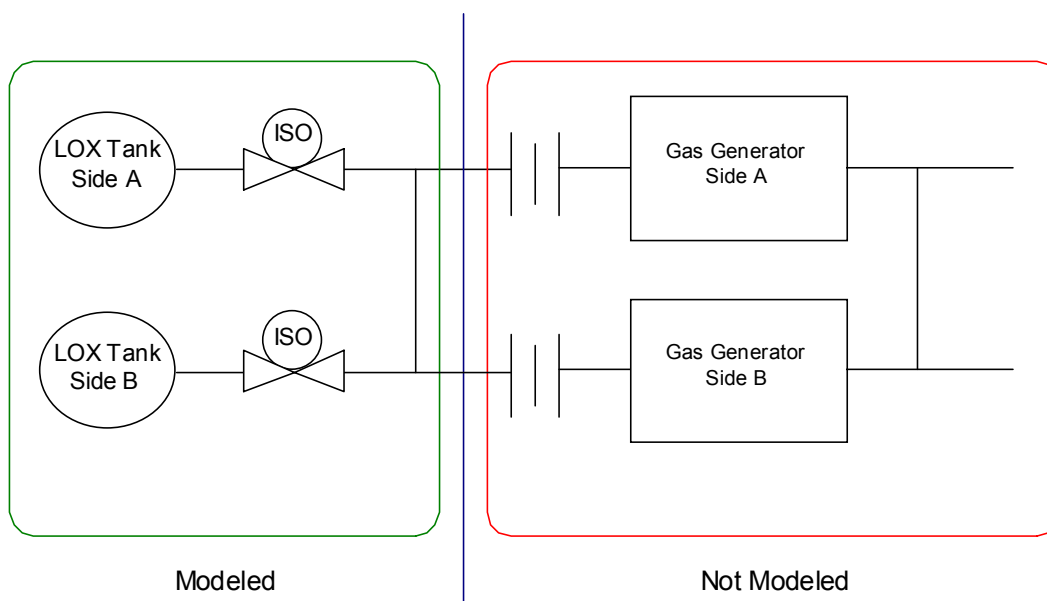 LOX Tank
Side A
ISO
Gas Generator
Side A
LOX Tank
Side B
ISO
Gas Generator
Side B
Modeled
Not Modeled